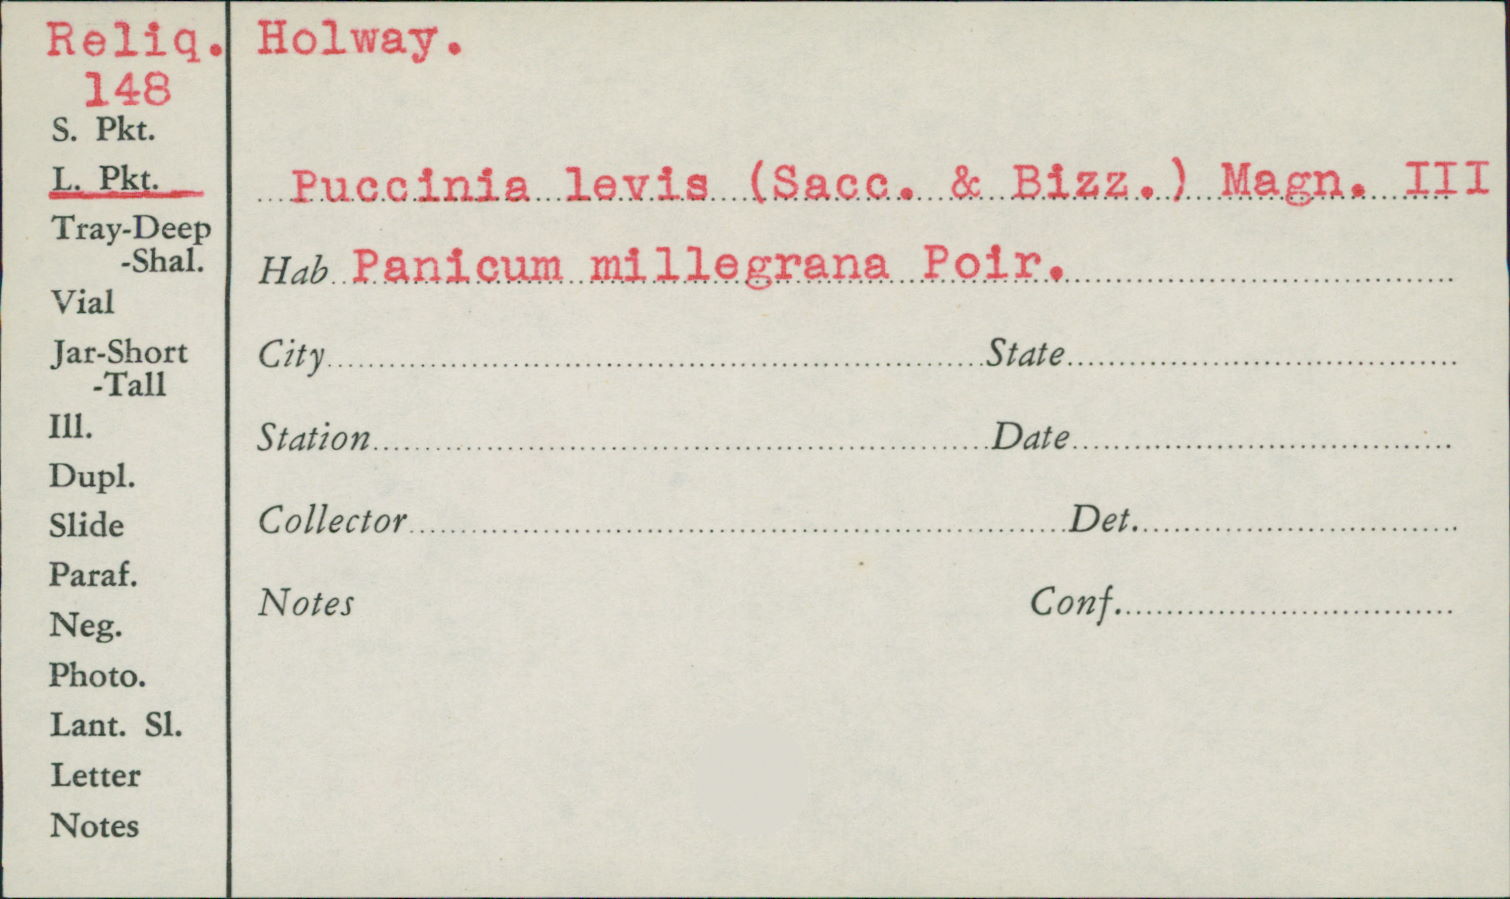 Reliq. Holway.
148
S. Pkt.
L. Pkt.
Tray-Deep
-Shal.
Vial
Jar-Short
-Tall
Ill.
Dupl.
Slide
Paraf.
Neg.
Photo.
Lant. Sl.
Letter
Notes
Puccinia levis (Sacc. & Bizz.) Magn. III
Hab. Panicum millegrana Poir.
City State
Station Date
Collector Det.
Notes Conf.